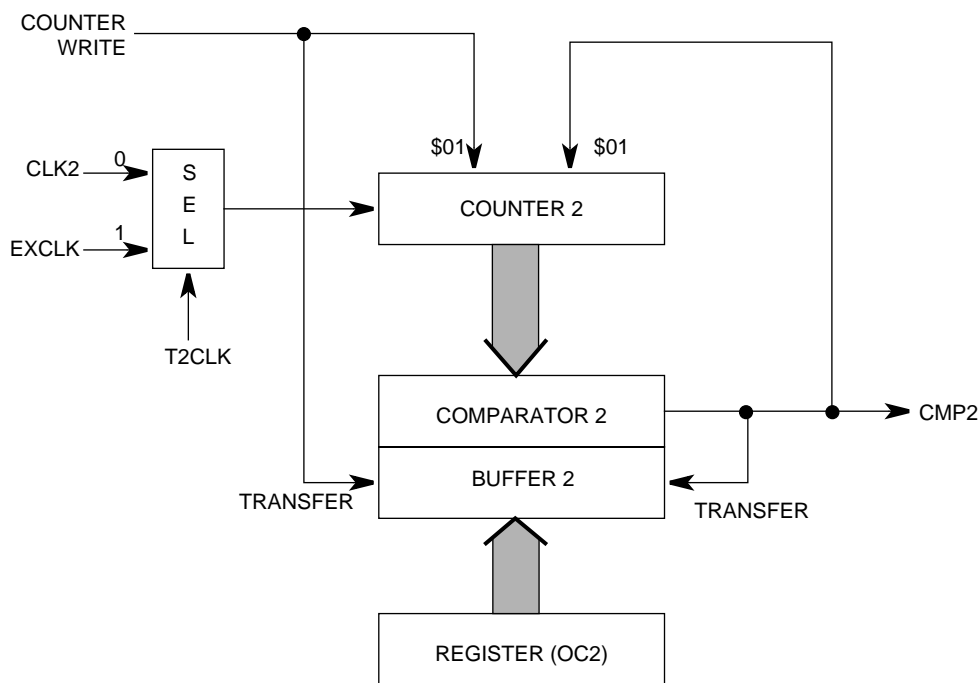 COUNTER
WRITE
$01
$01
CLK2
0
S
E
L
COUNTER 2
EXCLK
1
T2CLK
COMPARATOR 2
CMP2
BUFFER 2
TRANSFER
TRANSFER
REGISTER (OC2)